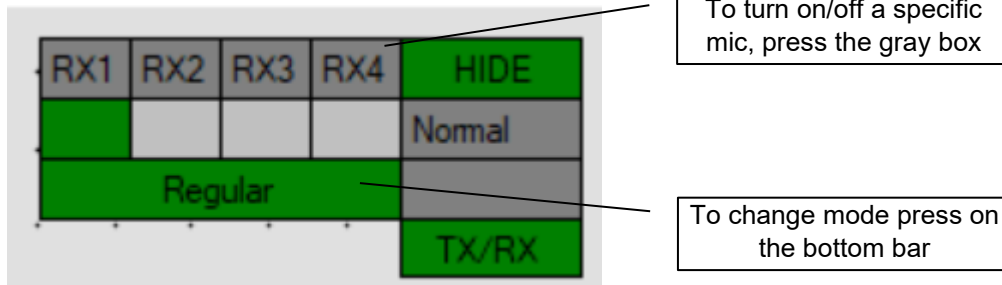 To turn on/off a specific
mic, press the gray box
RX1 RX2 RX3 RX4 HIDE
Normal
Regular
TX/RX
To change mode press on
the bottom bar